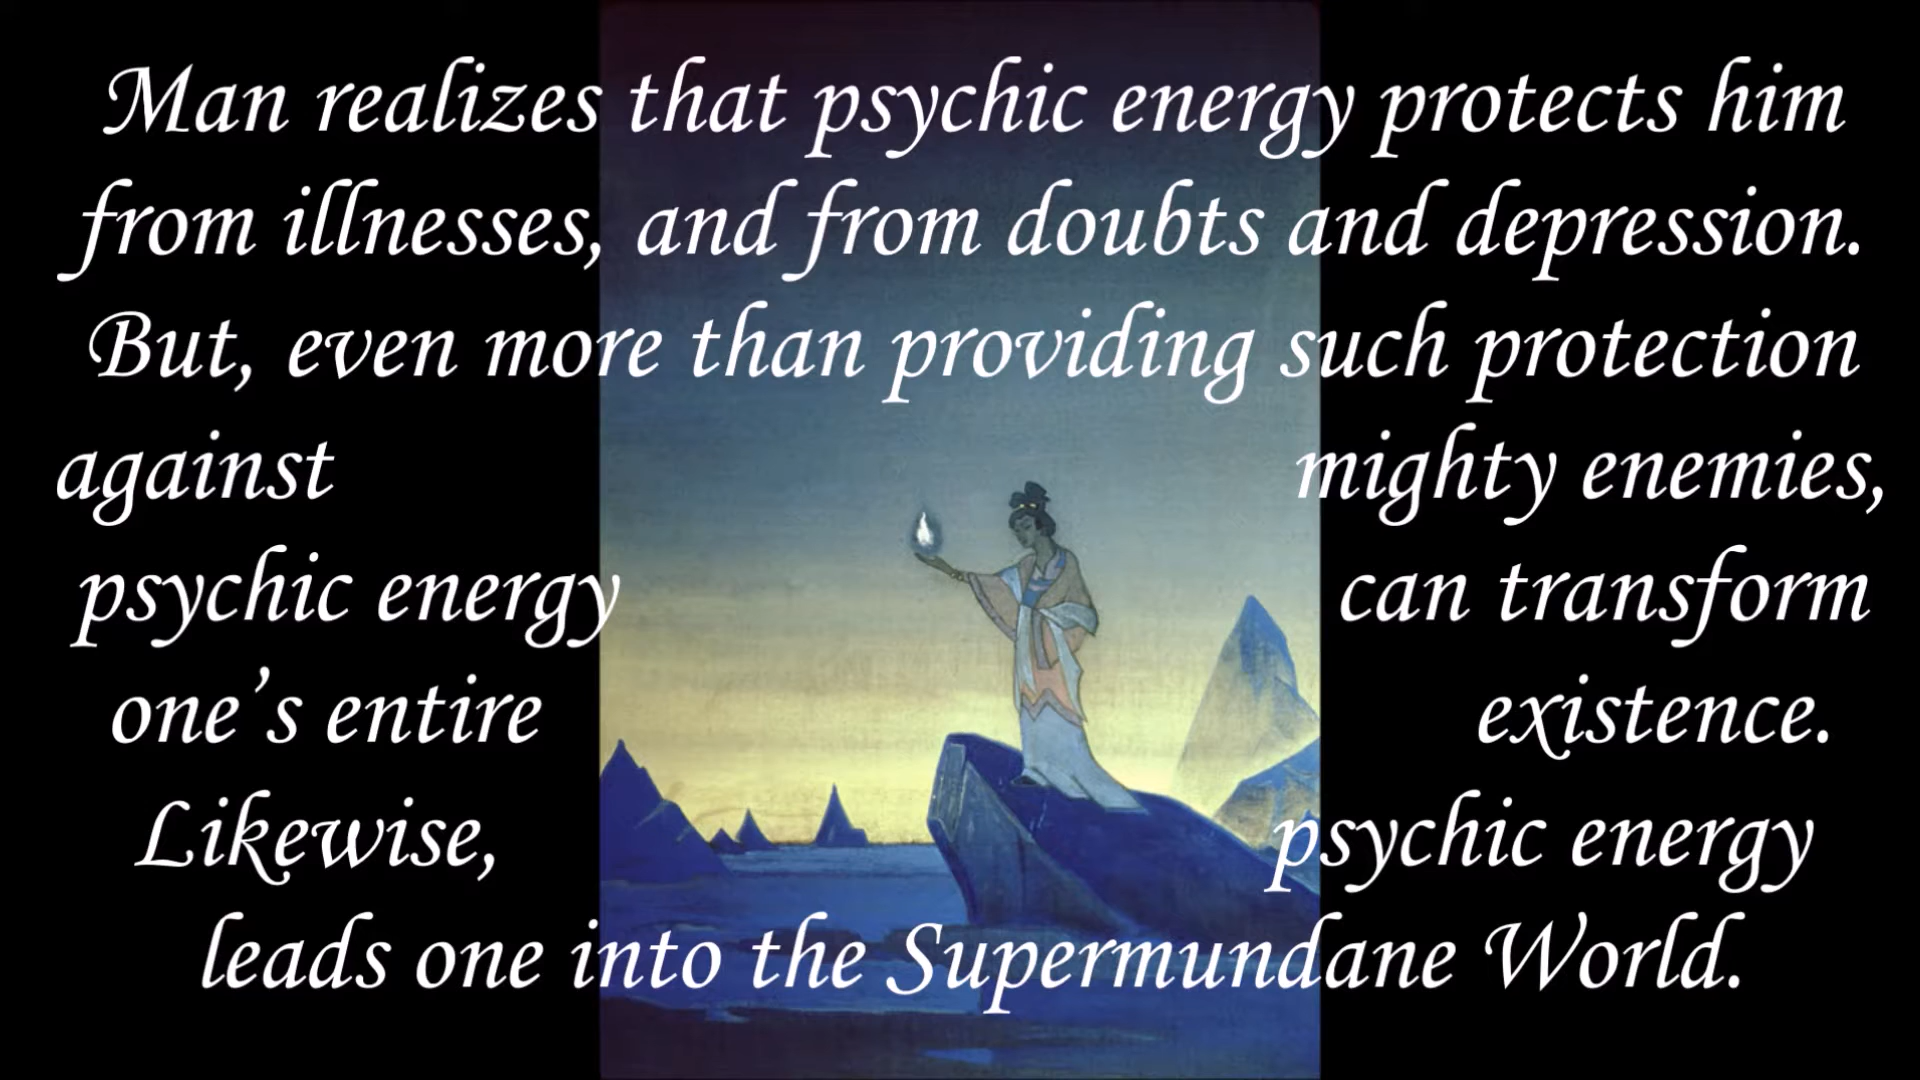 Man realizes that psychic energy protects him
from illnesses, and from doubts and depression.
But, even more than providing such protection
against mighty enemies,
psychic energy can transform
one's entire existence.
Likewise, psychic energy
leads one into the Supermundane World.